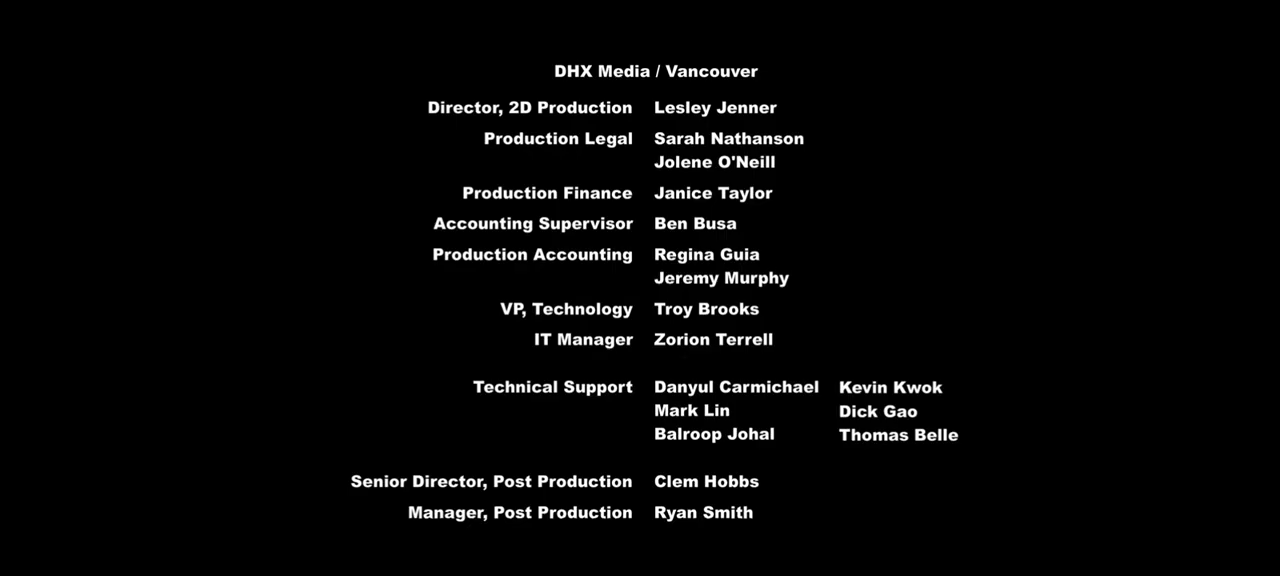 DHX Media / Vancouver
Director, 2D Production Lesley Jenner
Production Legal Sarah Nathanson
Jolene O'Neill
Production Finance Janice Taylor
Accounting Supervisor Ben Busa
Production Accounting Regina Guia
Jeremy Murphy
VP, Technology Troy Brooks
IT Manager Zorion Terrell
Technical Support Danyul Carmichael Kevin Kwok
Mark Lin Dick Gao
Balroop Johal Thomas Belle
Senior Director, Post Production Clem Hobbs
Manager, Post Production Ryan Smith